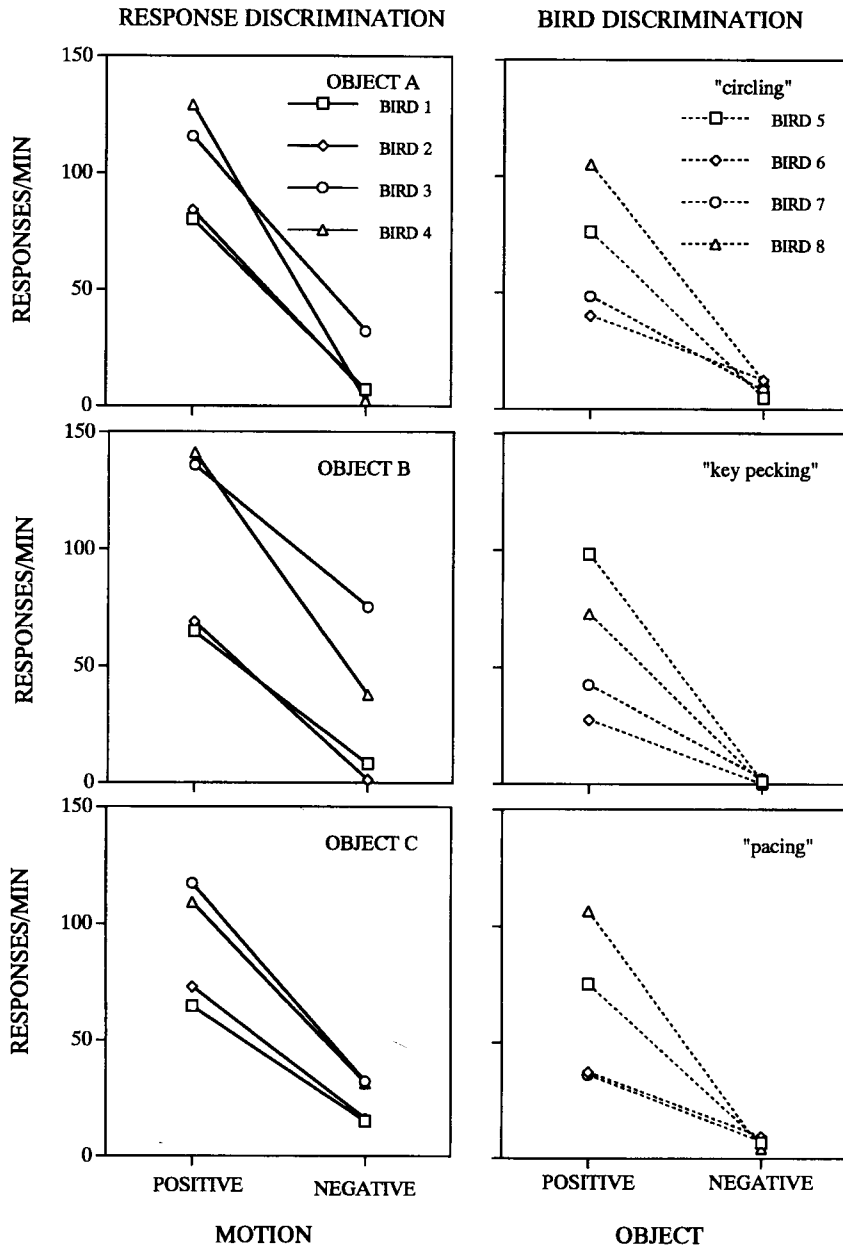 RESPONSE DISCRIMINATION
BIRD DISCRIMINATION
150
100
50
0
RESPONSES/MIN
OBJECT A
BIRD 1
BIRD 2
BIRD 3
BIRD 4
"circling"
BIRD 5
BIRD 6
BIRD 7
BIRD 8
150
100
50
0
RESPONSES/MIN
OBJECT B
"key pecking"
150
100
50
0
RESPONSES/MIN
OBJECT C
"pacing"
POSITIVE NEGATIVE
POSITIVE NEGATIVE
MOTION
OBJECT